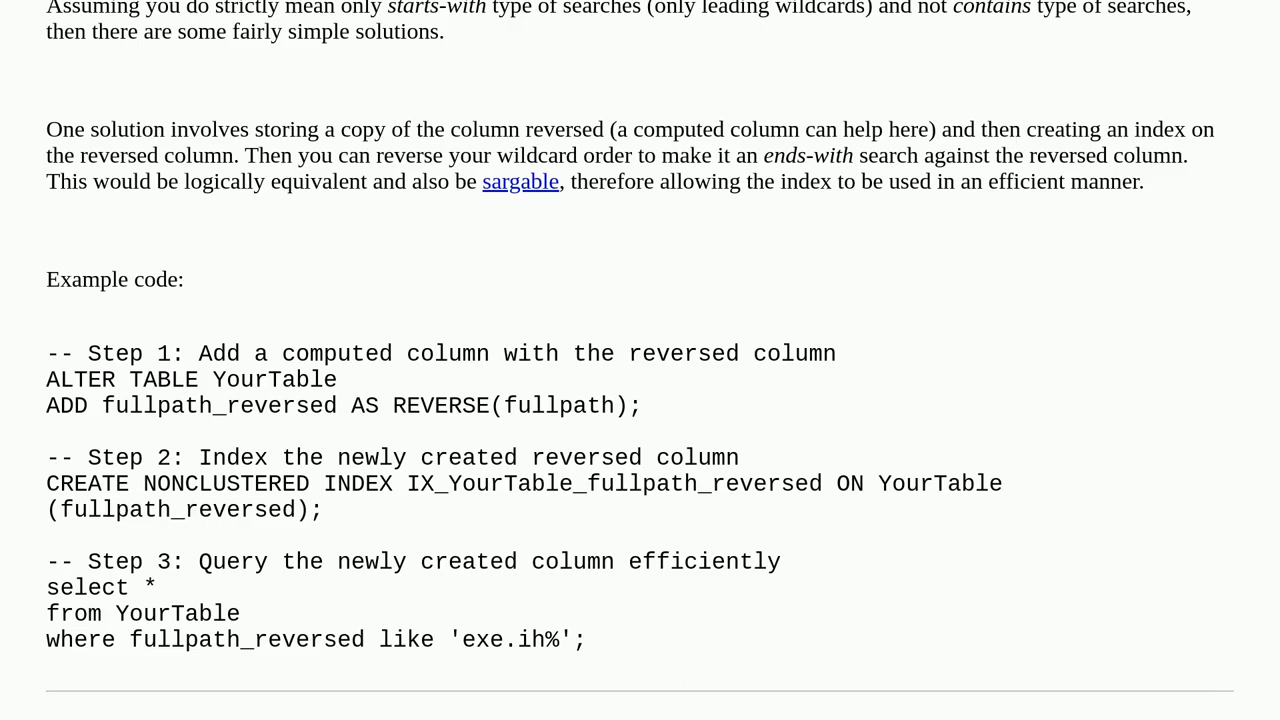 Assuming you do strictly mean only starts-with type of searches (only leading wildcards) and not contains type of searches,
then there are some fairly simple solutions.
One solution involves storing a copy of the column reversed (a computed column can help here) and then creating an index on
the reversed column. Then you can reverse your wildcard order to make it an ends-with search against the reversed column.
This would be logically equivalent and also be sargable, therefore allowing the index to be used in an efficient manner.
Example code:
-- Step 1: Add a computed column with the reversed column
ALTER TABLE YourTable
ADD fullpath_reversed AS REVERSE(fullpath);
-- Step 2: Index the newly created reversed column
CREATE NONCLUSTERED INDEX IX_YourTable_fullpath_reversed ON YourTable
(fullpath_reversed);
-- Step 3: Query the newly created column efficiently
select *
from YourTable
where fullpath_reversed like 'exe.ih%';